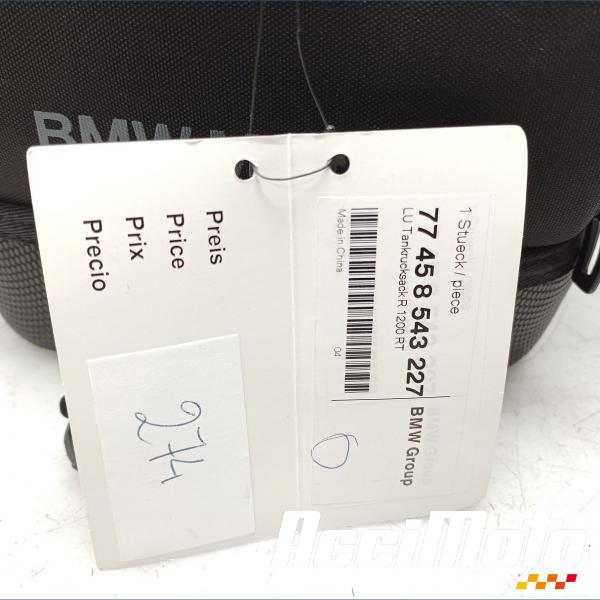 BMW
Preis
Price
Prix
Precio
274
1 Stueck / piece
77 45 8 543 227
LU Tankrucksack R 1200 RT
BMW Group
Made in China
04
AcciMoto